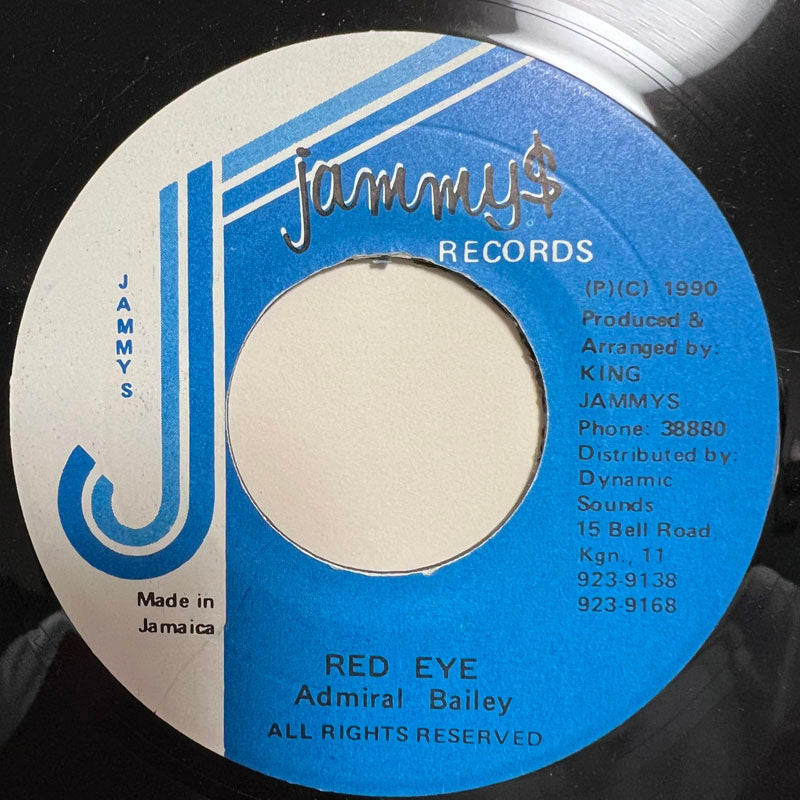 jammy$
RECORDS
JAMMYS
(P)(C) 1990
Produced &
Arranged by:
KING
JAMMYS
Phone: 38880
Distributed by:
Dynamic
Sounds
15 Bell Road,
Kgn., 11
923-9138
923-9168
Made in
Jamaica
RED EYE
Admiral Bailey
ALL RIGHTS RESERVED